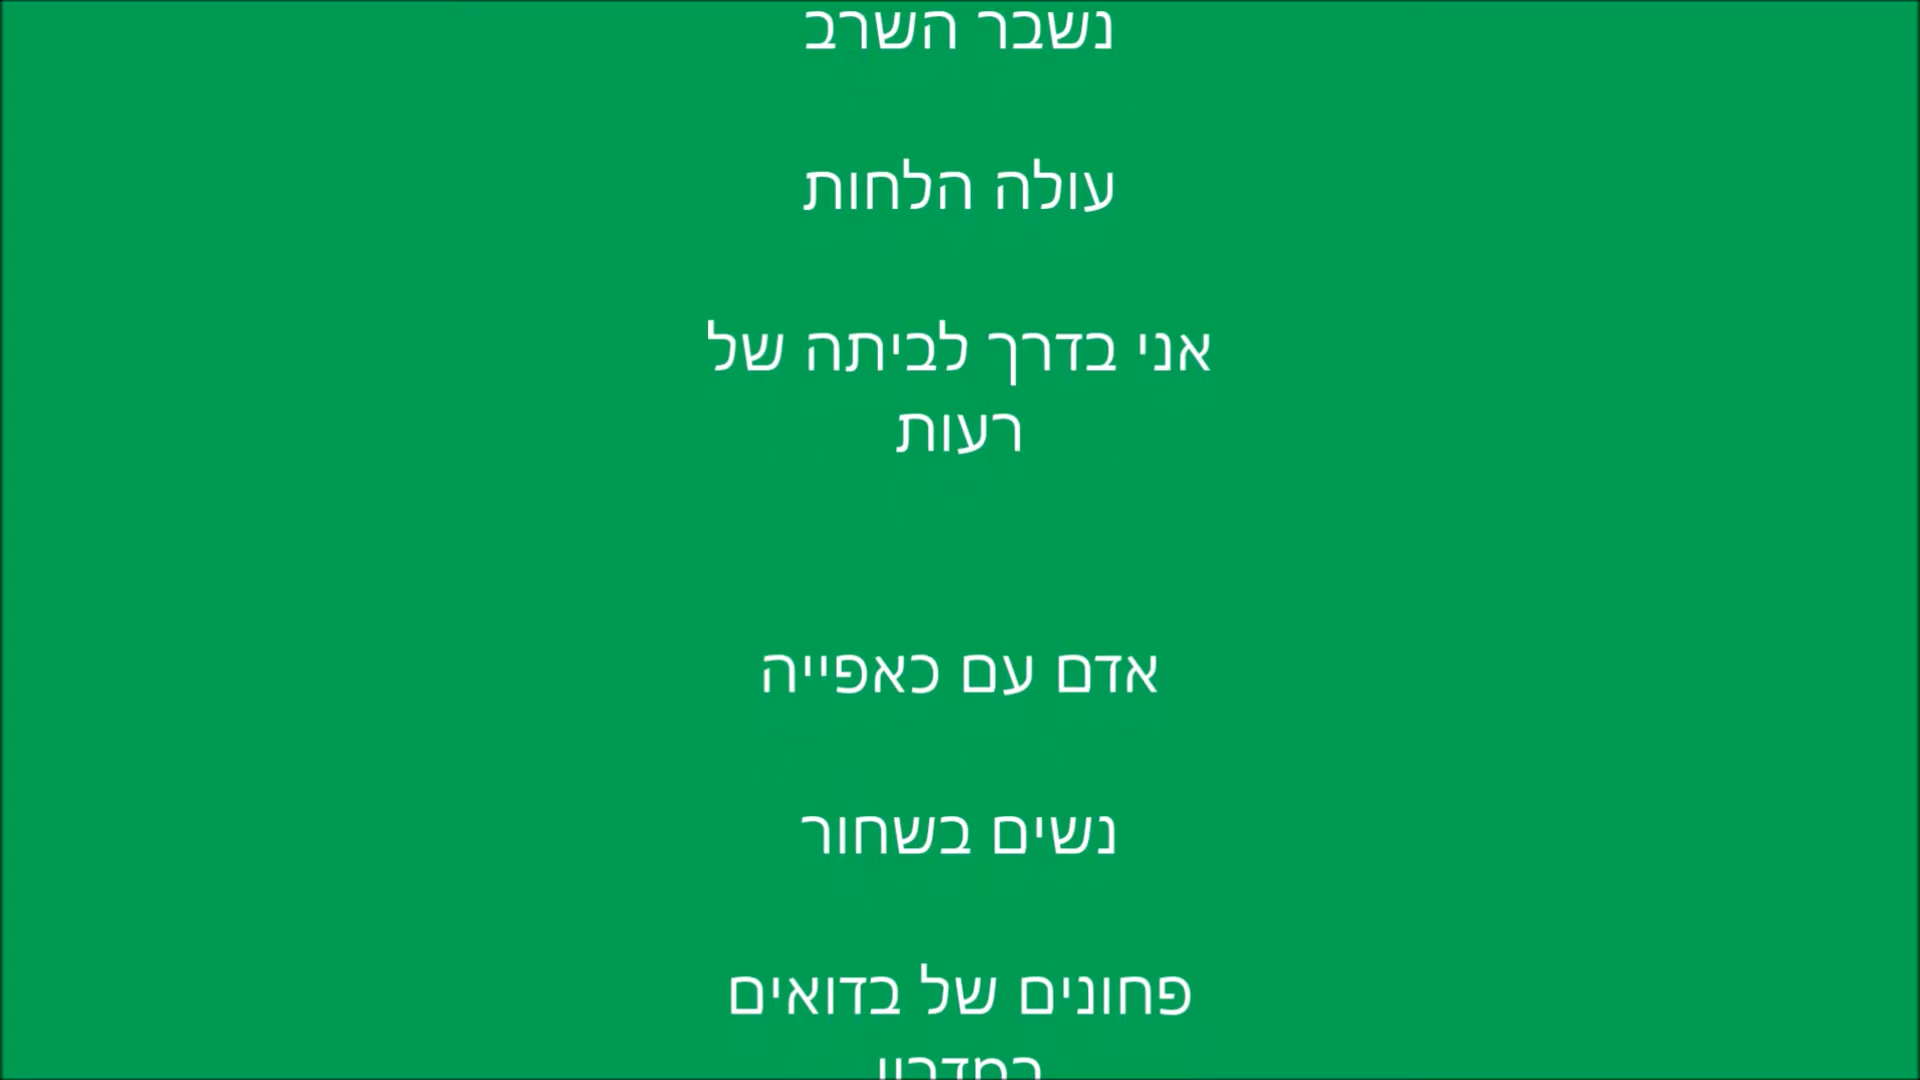 נשבר השרב
עולה הלחות
אני בדרך לביתה של
רעות
אדם עם כאפייה
נשים בשחור
פחונים של בדואים